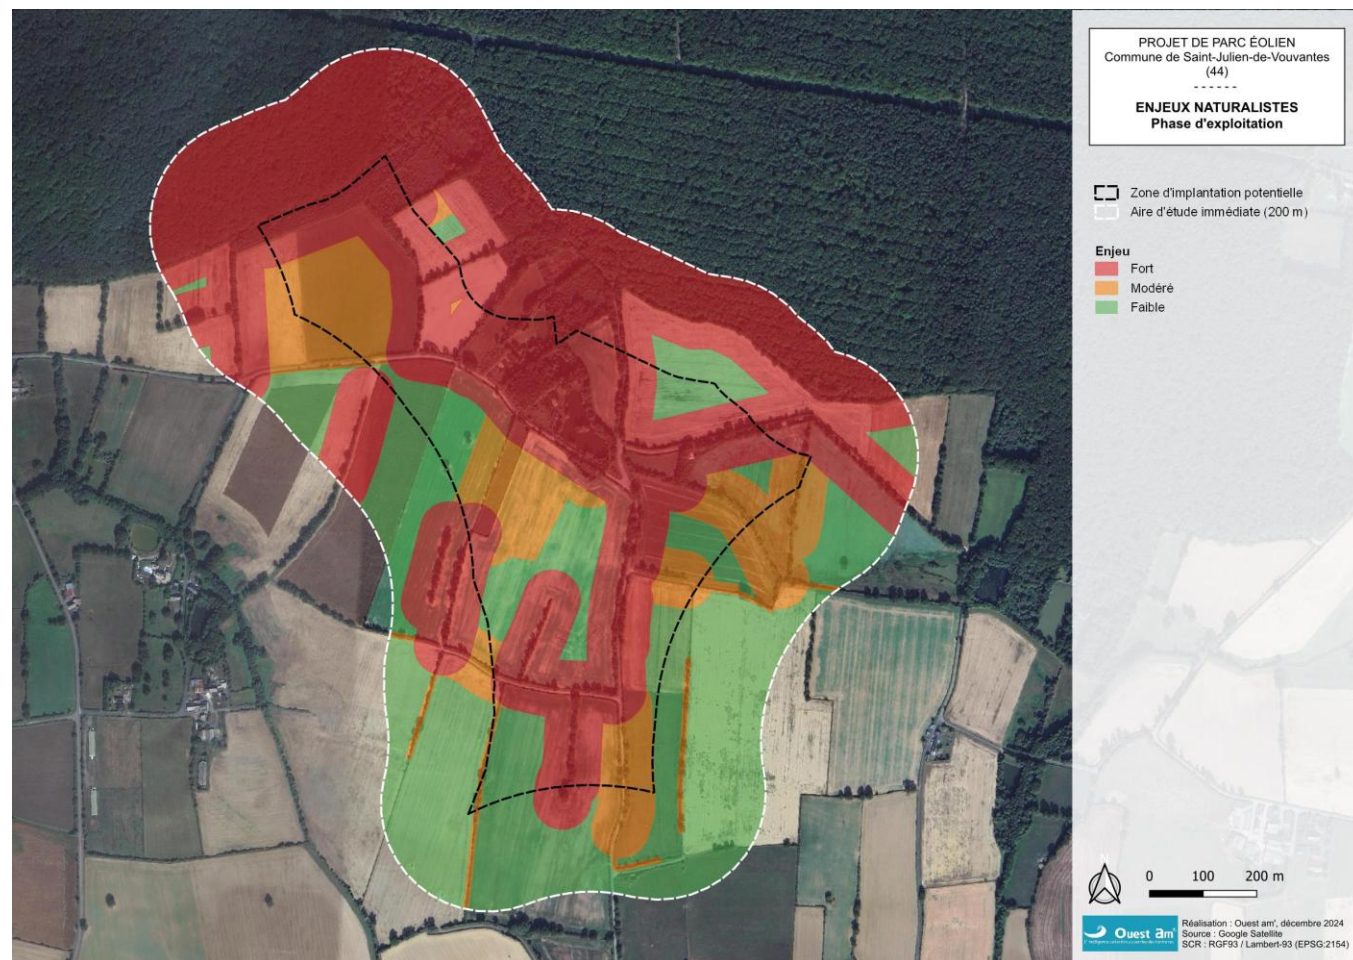 PROJET DE PARC ÉOLIEN
Commune de Saint-Julien-de-Vouvantes
(44)
- - - - - -
ENJEUX NATURALISTES
Phase d'exploitation
Zone d'implantation potentielle
Aire d'étude immédiate (200 m)
Enjeu
Fort
Modéré
Faible
0 100 200 m
Ouest am'
Réalisation : Ouest am', décembre 2024
Source : Google Satellite
SCR : RGF93 / Lambert-93 (EPSG:2154)